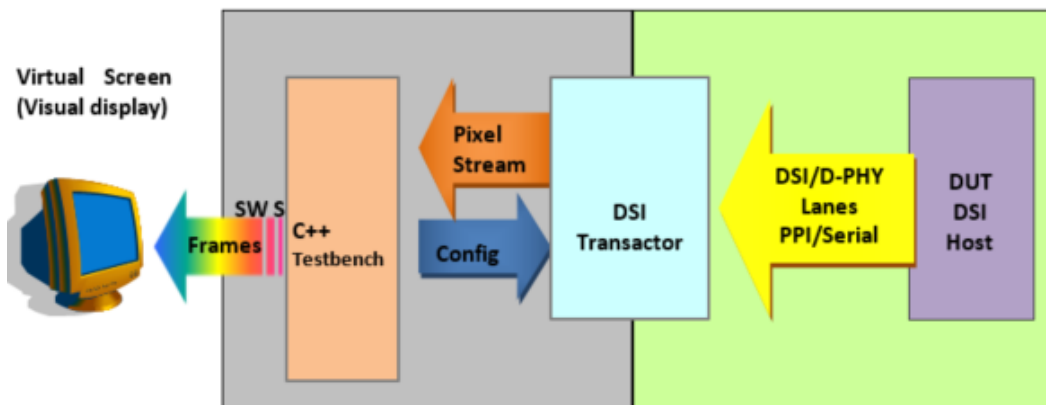 Virtual Screen
(Visual display)
Frames
SW S
C++
Testbench
Pixel
Stream
Config
DSI
Transactor
DSI/D-PHY
Lanes
PPI/Serial
DUT
DSI
Host